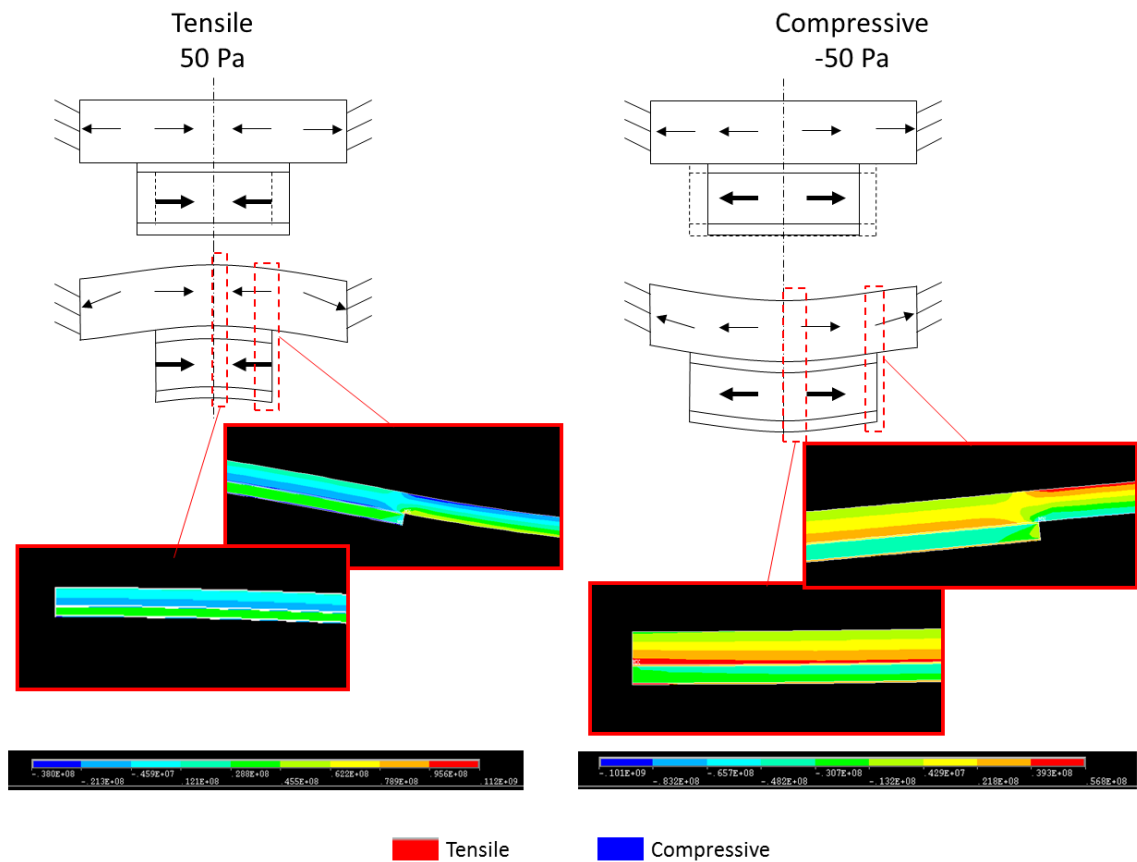 Tensile
50 Pa
Compressive
-50 Pa
-.380E+08
-.213E+08
-.459E+07
.121E+08
.288E+08
.455E+08
.622E+08
.789E+08
.956E+08
.112E+09
-.101E+09
-.832E+08
-.657E+08
-.482E+08
-.307E+08
-.132E+08
.429E+07
.218E+08
.393E+08
.568E+08
Tensile
Compressive